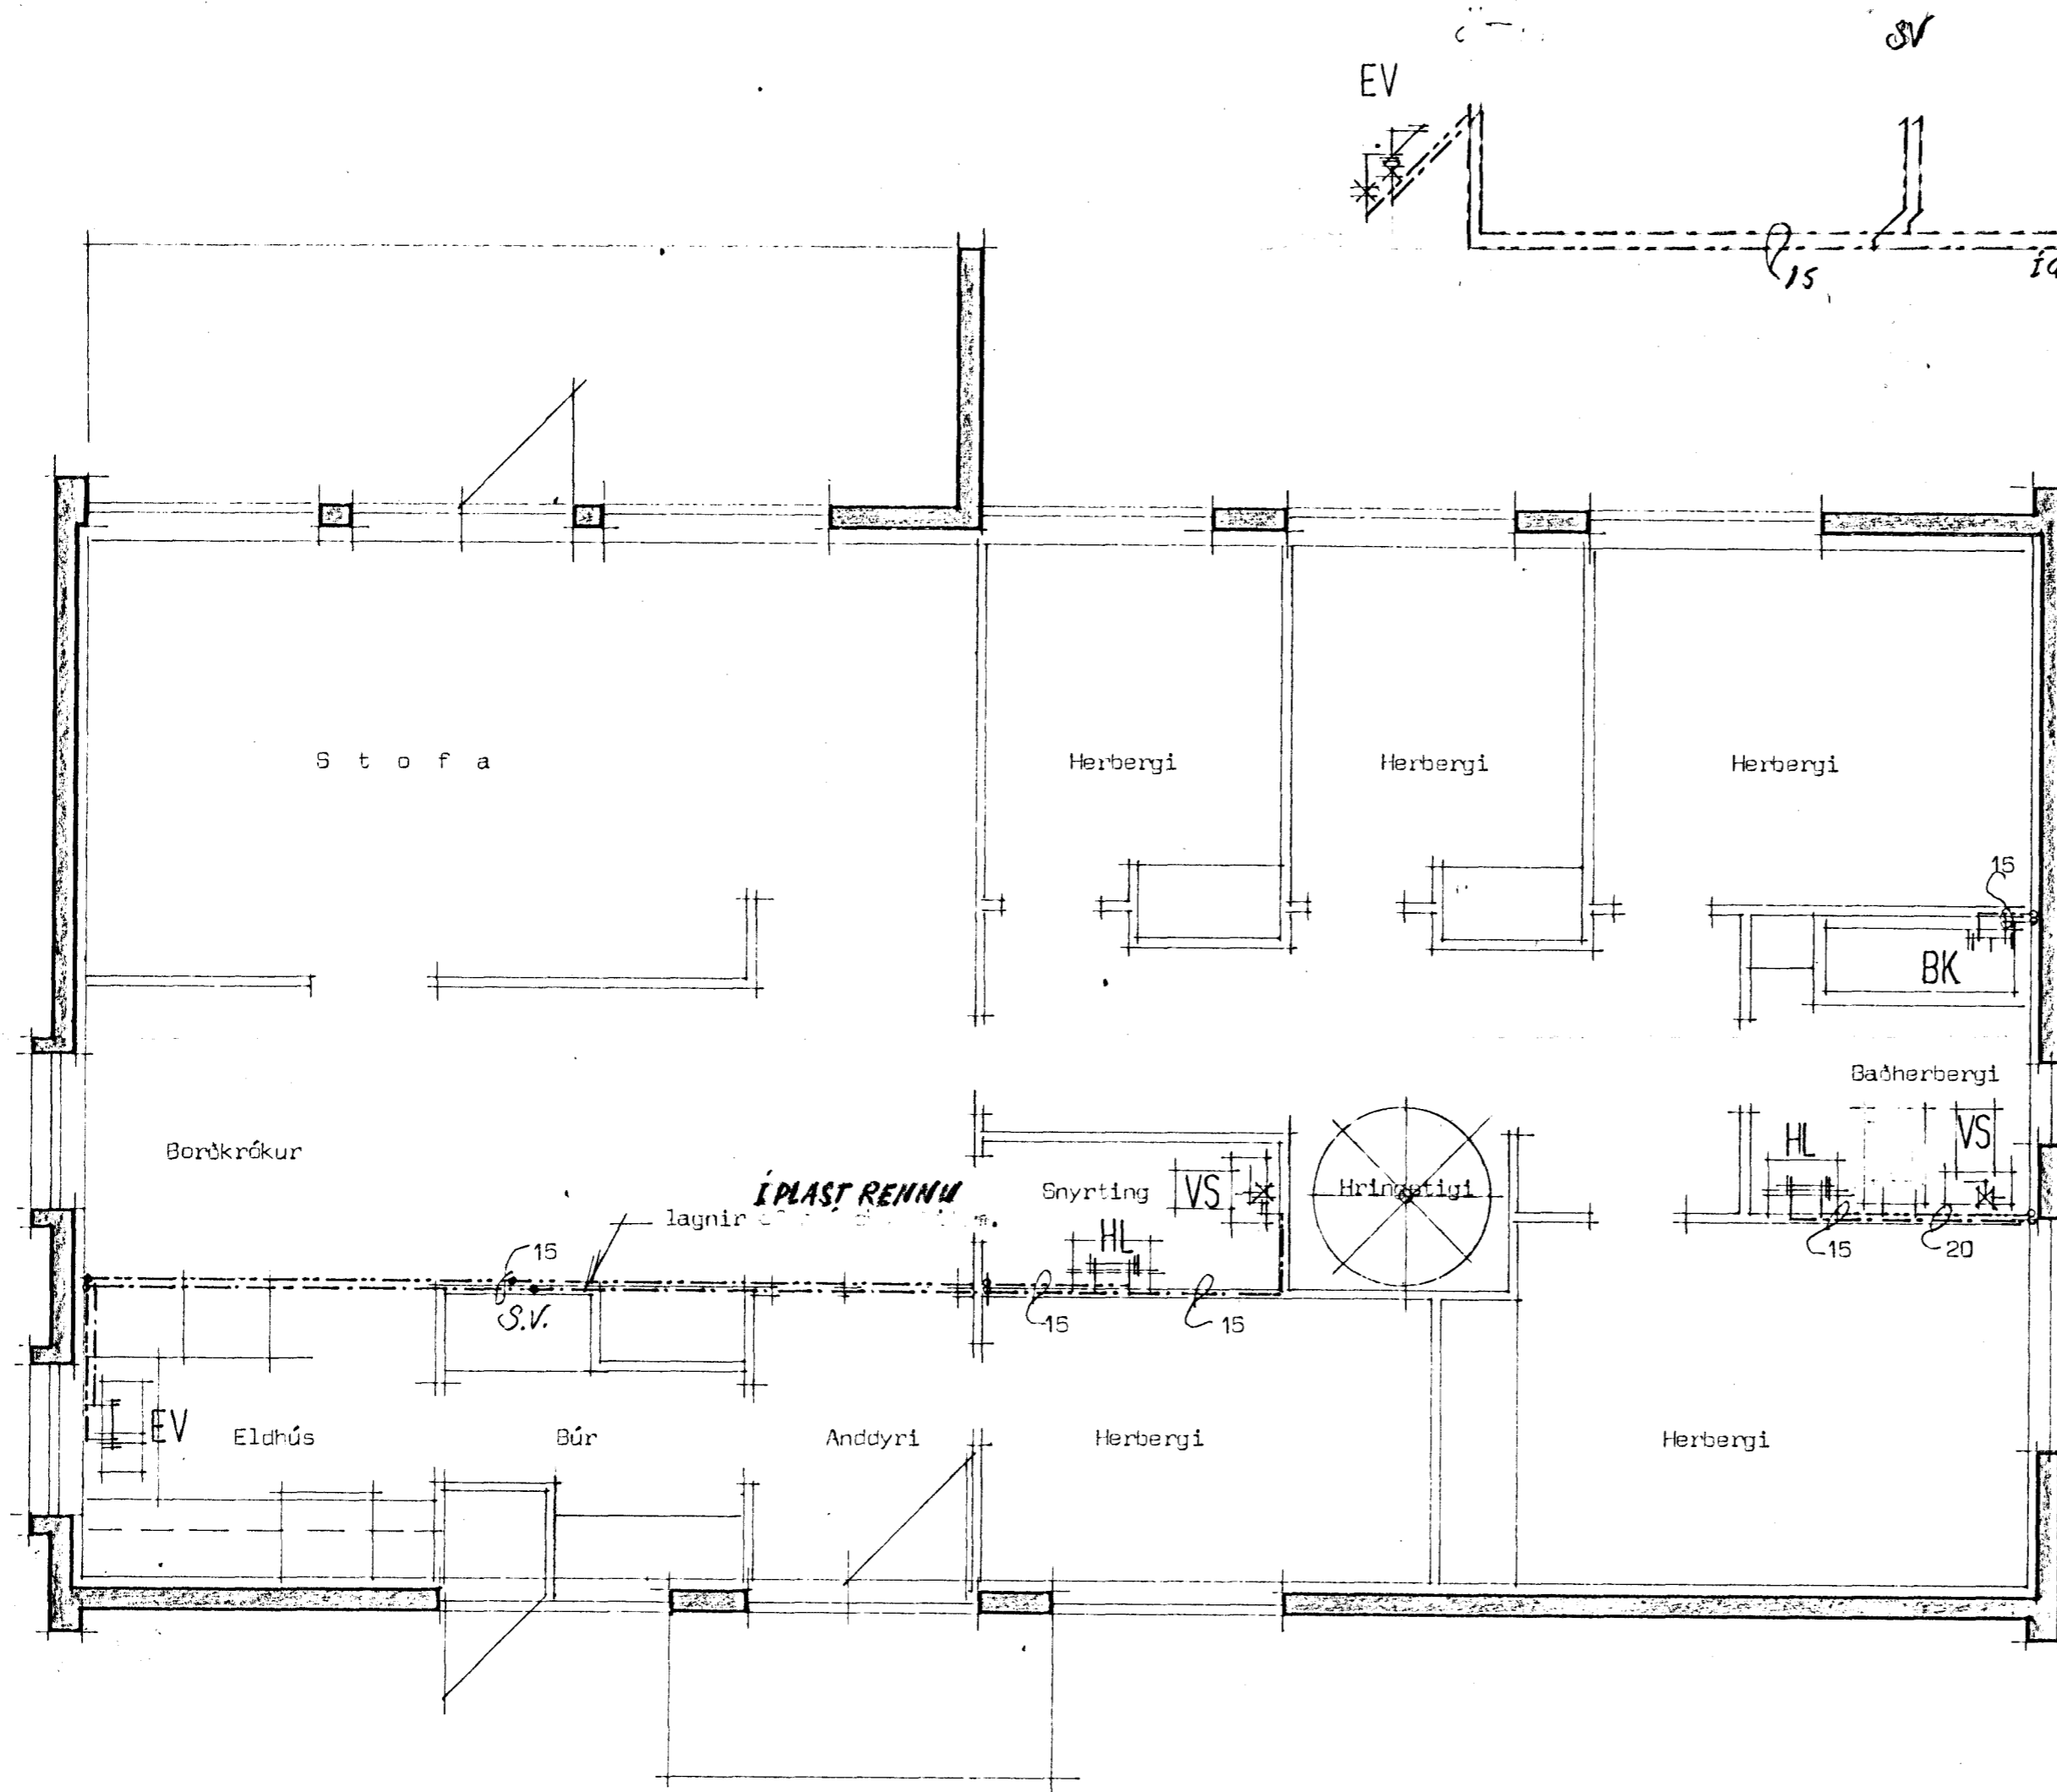 SV
EV
15
S t o f a
Herbergi
Herbergi
Herbergi
15
BK
Baðherbergi
Borðkrókur
HL
VS
Í PLAST RENNU
Snyrting
VS
Hringstigi
lagnir
HL
15
15
20
S.V.
15
15
EV
Eldhús
Búr
Anddyri
Herbergi
Herbergi